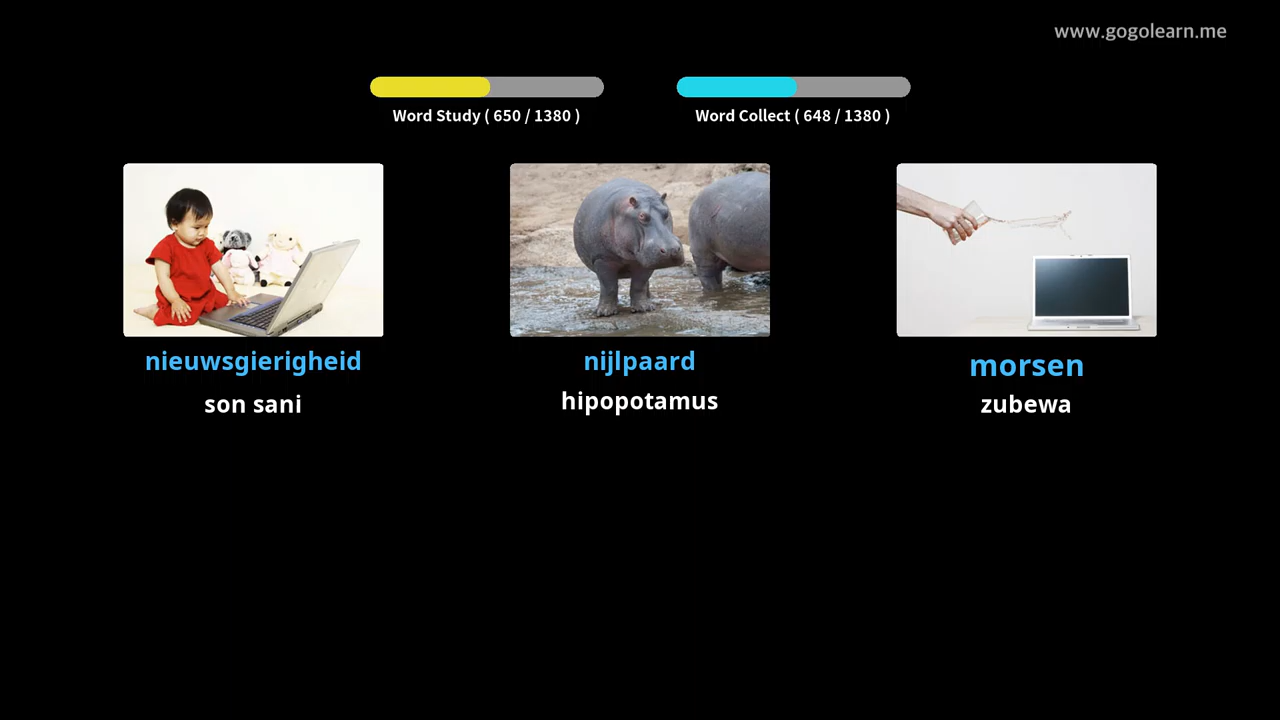 www.gogolearn.me
Word Study ( 650 / 1380 )
Word Collect ( 648 / 1380 )
nieuwsgierigheid
son sani
nijlpaard
hipopotamus
morsen
zubewa